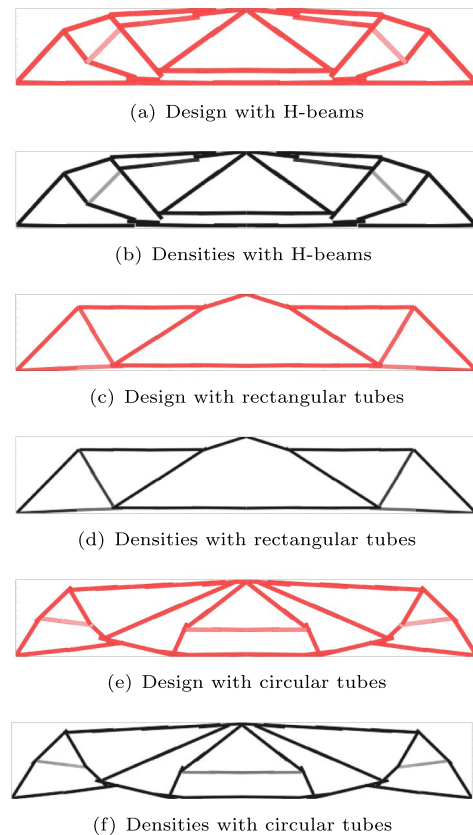 (a) Design with H-beams
(b) Densities with H-beams
(c) Design with rectangular tubes
(d) Densities with rectangular tubes
(e) Design with circular tubes
(f) Densities with circular tubes